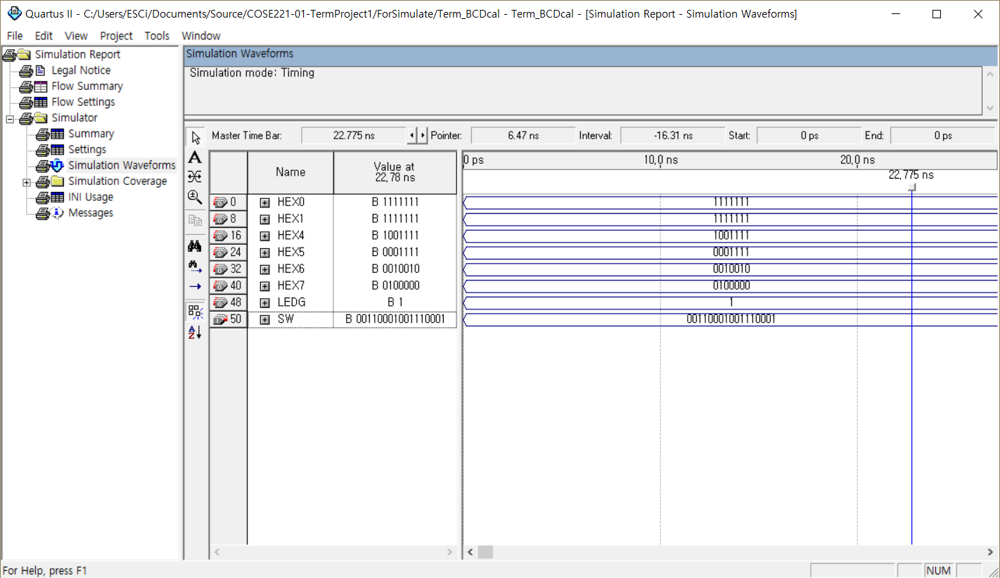 Quartus II - C:/Users/ESCi/Documents/Source/COSE221-01-TermProject1/ForSimulate/Term_BCDcal - Term_BCDcal - [Simulation Report - Simulation Waveforms]
File Edit View Project Tools Window
Simulation Report
Legal Notice
Flow Summary
Flow Settings
Simulator
Summary
Settings
Simulation Waveforms
Simulation Coverage
INI Usage
Messages
Simulation Waveforms
Simulation mode: Timing
Master Time Bar: 22.775 ns Pointer: 6.47 ns Interval: -16.31 ns Start: 0 ps End: 0 ps
Name
Value at
22.78 ns
0 ps 10.0 ns 20.0 ns
22.775 ns
0 HEX0 B 1111111 1111111
8 HEX1 B 1111111 1111111
16 HEX4 B 1001111 1001111
24 HEX5 B 0001111 0001111
32 HEX6 B 0010010 0010010
40 HEX7 B 0100000 0100000
48 LEDG B 1 1
50 SW B 00110001001110001 00110001001110001
A
A
Z
For Help, press F1
NUM